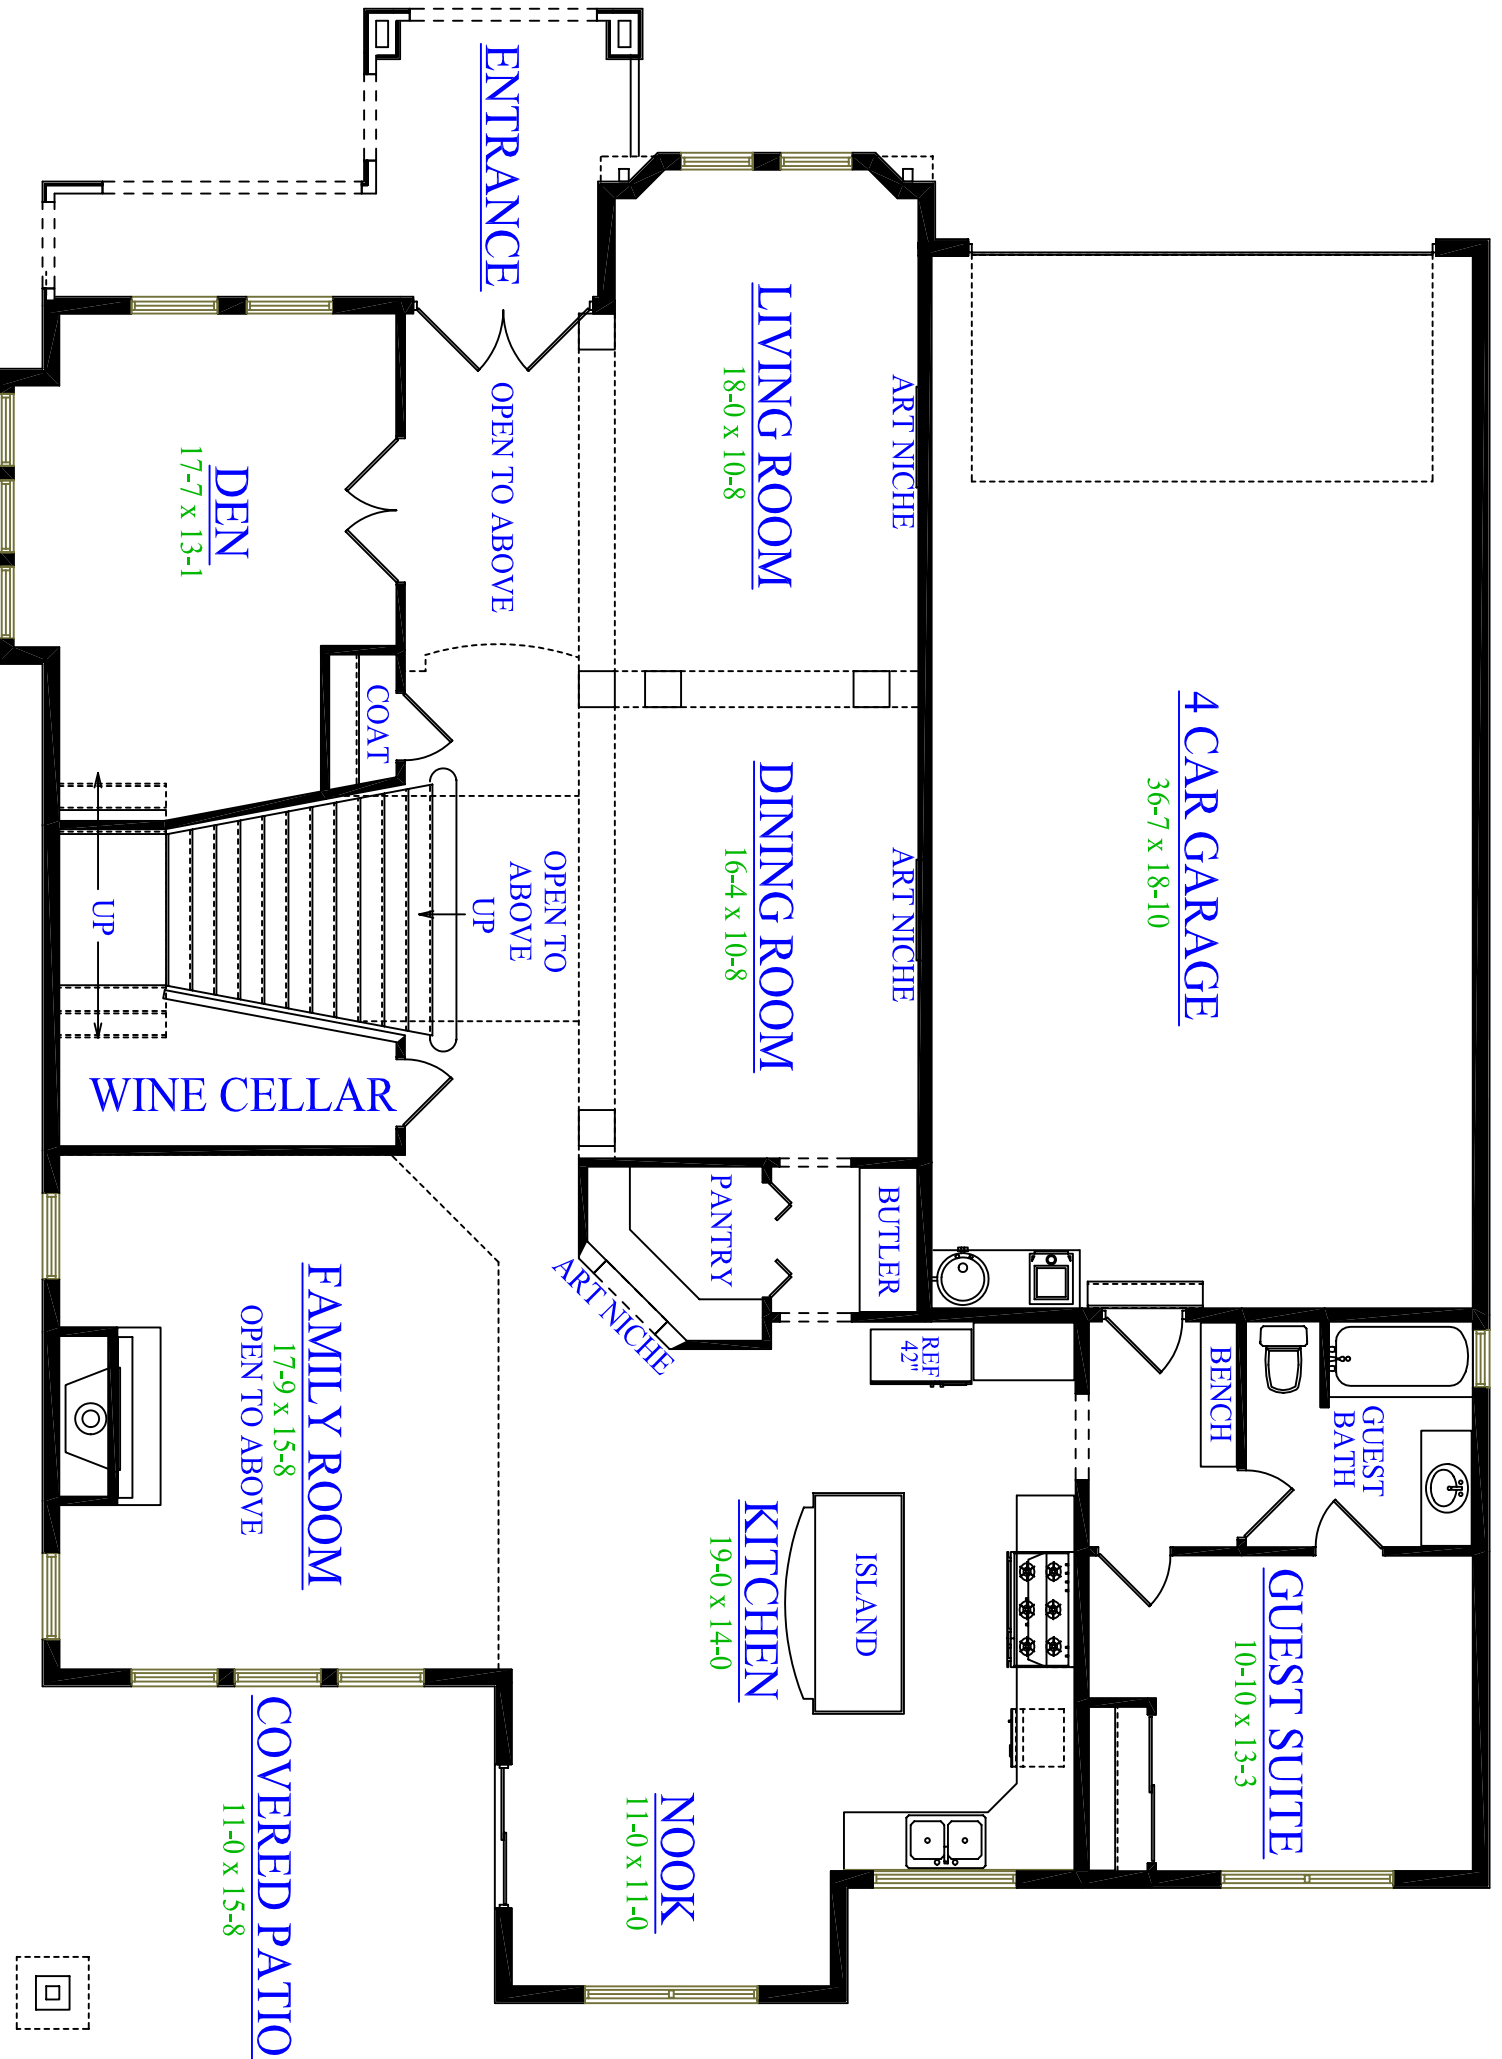 4 CAR GARAGE
36-7 x 18-10
GUEST
BATH
BENCH
GUEST SUITE
10-10 x 13-3
ART NICHE
ART NICHE
BUTLER
REF
42"
LIVING ROOM
18-0 x 10-8
DINING ROOM
16-4 x 10-8
PANTRY
ART NICHE
ISLAND
KITCHEN
19-0 x 14-0
NOOK
11-0 x 11-0
ENTRANCE
OPEN TO ABOVE
OPEN TO
ABOVE
UP
COAT
WINE CELLAR
DEN
17-7 x 13-1
UP
FAMILY ROOM
17-9 x 15-8
OPEN TO ABOVE
COVERED PATIO
11-0 x 15-8